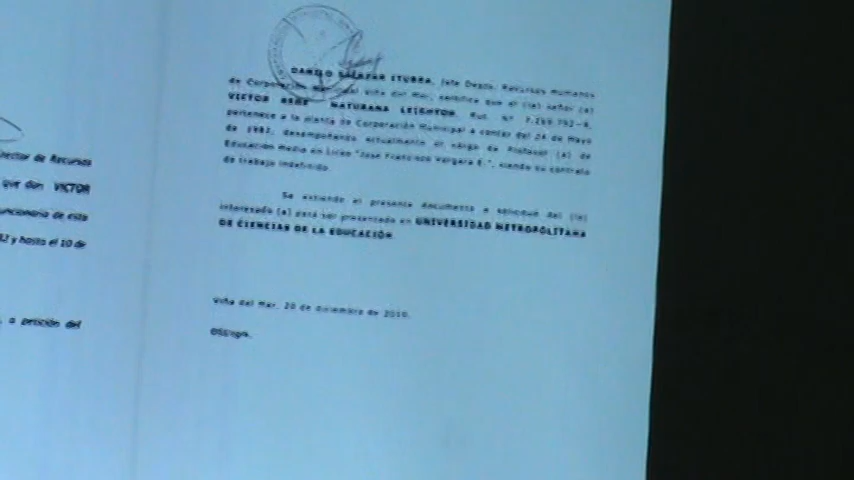 ector de Recursos
que don VICTOR
uncionario de esta
y hasta el 10 de
a petición del
DANILO SALAZAR ITURRA, Jefe Depto. Recursos Humanos
de Corporación Municipal Viña del Mar, certifica que el (la) señor (a)
VICTOR RENE MATURANA LEIGHTON, Rut. N°
pertenece a la planta de Corporación Municipal a contar del 24 de Mayo
de 1982, desempeñando actualmente el cargo de Profesor (a) de
Educación Media en Liceo "José Francisco Vergara E.", siendo su contrato
de trabajo indefinido.
Se extiende el presente documento a solicitud del (la)
interesado (a) para ser presentado en UNIVERSIDAD METROPOLITANA
DE CIENCIAS DE LA EDUCACIÓN.
Viña del Mar, 20 de diciembre de 2010.